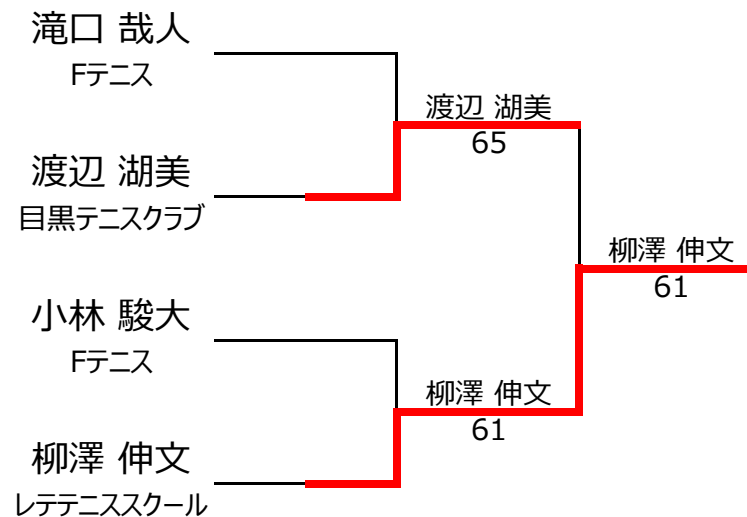 滝口 哉人
Fテニス
渡辺 湖美
65
渡辺 湖美
目黒テニスクラブ
柳澤 伸文
61
小林 駿大
Fテニス
柳澤 伸文
61
柳澤 伸文
レテテニススクール